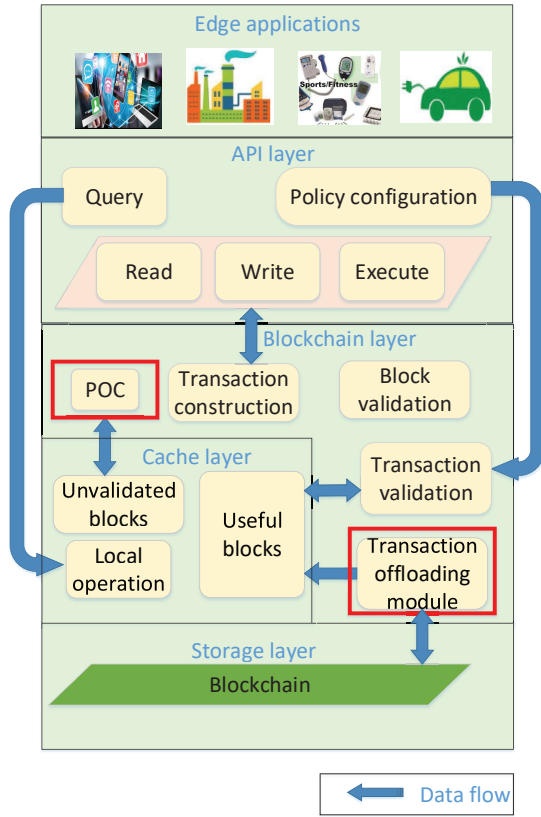 Edge applications
Sports/Fitness
API layer
Query
Policy configuration
Read
Write
Execute
Blockchain layer
POC
Transaction
construction
Block
validation
Cache layer
Unvalidated
blocks
Useful
blocks
Transaction
validation
Local
operation
Transaction
offloading
module
Storage layer
Blockchain
Data flow